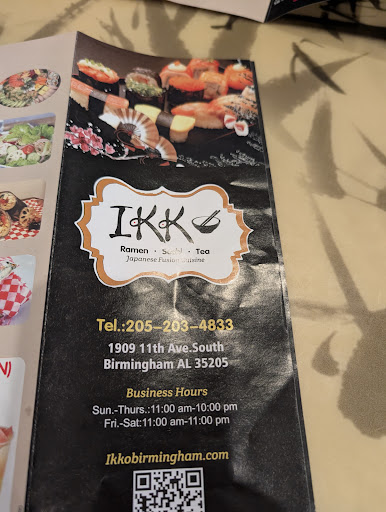 IKKO
Ramen • Sushi • Tea
Japanese Fusion Cuisine
Tel.:205-203-4833
1909 11th Ave.South
Birmingham AL 35205
Business Hours
Sun.-Thurs.:11:00 am-10:00 pm
Fri.-Sat:11:00 am-11:00 pm
Ikkobirmingham.com
N)